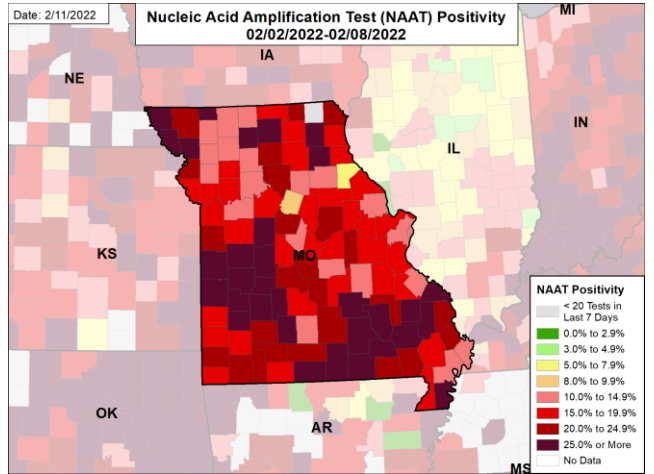 Date: 2/11/2022
Nucleic Acid Amplification Test (NAAT) Positivity
02/02/2022-02/08/2022
MI
IA
NE
IL
IN
KS
MO
OK
AR
MS
NAAT Positivity
< 20 Tests in
Last 7 Days
0.0% to 2.9%
3.0% to 4.9%
5.0% to 7.9%
8.0% to 9.9%
10.0% to 14.9%
15.0% to 19.9%
20.0% to 24.9%
25.0% or More
No Data